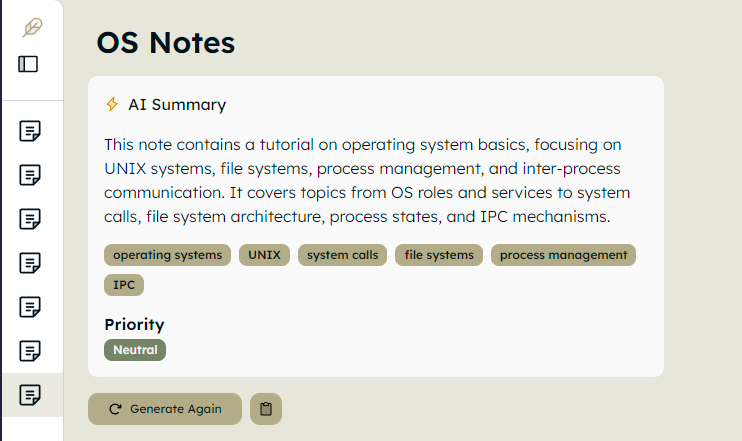 OS Notes
AI Summary
This note contains a tutorial on operating system basics, focusing on
UNIX systems, file systems, process management, and inter-process
communication. It covers topics from OS roles and services to system
calls, file system architecture, process states, and IPC mechanisms.
operating systems UNIX system calls file systems process management
IPC
Priority
Neutral
Generate Again